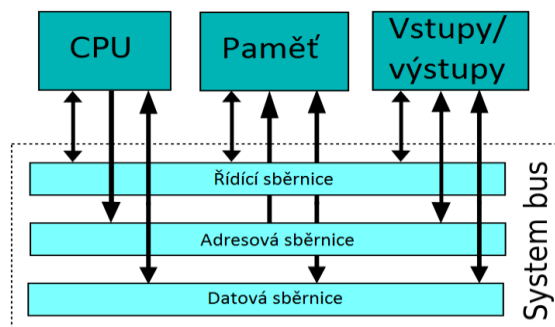 CPU
Paměť
Vstupy/
výstupy
Řídící sběrnice
Adresová sběrnice
Datová sběrnice
System bus